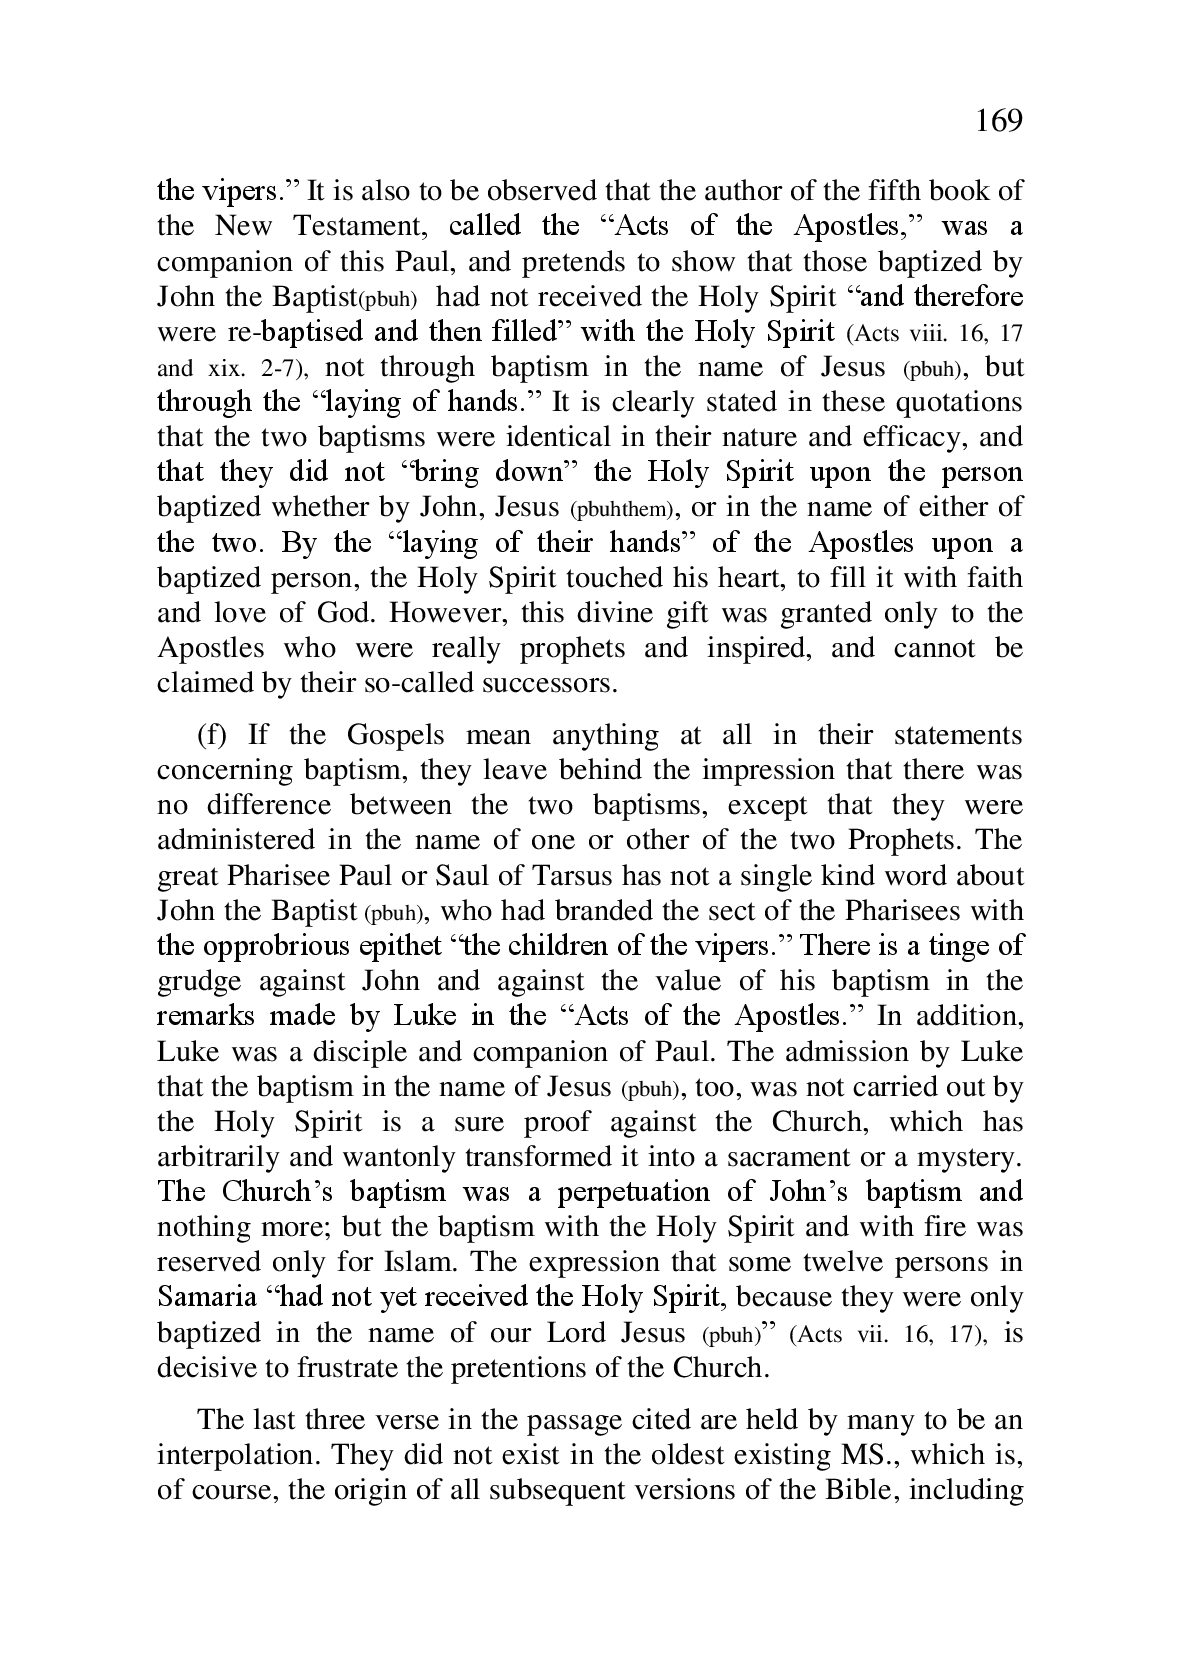 169
the vipers.” It is also to be observed that the author of the fifth book of
the New Testament, called the “Acts of the Apostles,” was a
companion of this Paul, and pretends to show that those baptized by
John the Baptist(pbuh) had not received the Holy Spirit “and therefore
were re-baptised and then filled” with the Holy Spirit (Acts viii. 16, 17
and xix. 2-7), not through baptism in the name of Jesus (pbuh), but
through the “laying of hands.” It is clearly stated in these quotations
that the two baptisms were identical in their nature and efficacy, and
that they did not “bring down” the Holy Spirit upon the person
baptized whether by John, Jesus (pbuhthem), or in the name of either of
the two. By the “laying of their hands” of the Apostles upon a
baptized person, the Holy Spirit touched his heart, to fill it with faith
and love of God. However, this divine gift was granted only to the
Apostles who were really prophets and inspired, and cannot be
claimed by their so-called successors.
(f) If the Gospels mean anything at all in their statements
concerning baptism, they leave behind the impression that there was
no difference between the two baptisms, except that they were
administered in the name of one or other of the two Prophets. The
great Pharisee Paul or Saul of Tarsus has not a single kind word about
John the Baptist (pbuh), who had branded the sect of the Pharisees with
the opprobrious epithet “the children of the vipers.” There is a tinge of
grudge against John and against the value of his baptism in the
remarks made by Luke in the “Acts of the Apostles.” In addition,
Luke was a disciple and companion of Paul. The admission by Luke
that the baptism in the name of Jesus (pbuh), too, was not carried out by
the Holy Spirit is a sure proof against the Church, which has
arbitrarily and wantonly transformed it into a sacrament or a mystery.
The Church’s baptism was a perpetuation of John’s baptism and
nothing more; but the baptism with the Holy Spirit and with fire was
reserved only for Islam. The expression that some twelve persons in
Samaria “had not yet received the Holy Spirit, because they were only
baptized in the name of our Lord Jesus (pbuh)” (Acts vii. 16, 17), is
decisive to frustrate the pretentions of the Church.
The last three verse in the passage cited are held by many to be an
interpolation. They did not exist in the oldest existing MS., which is,
of course, the origin of all subsequent versions of the Bible, including